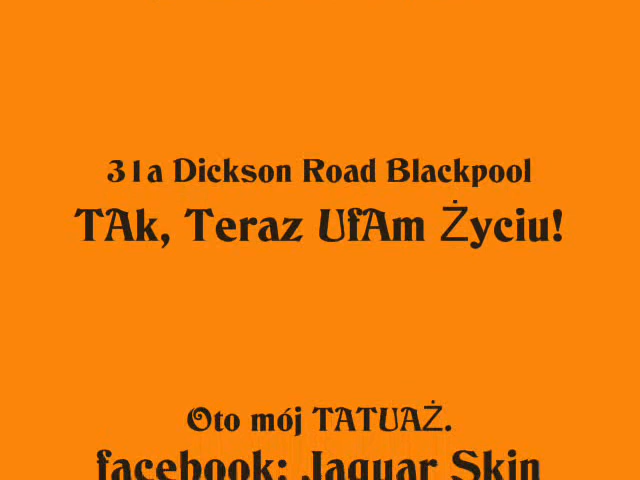 31a Dickson Road Blackpool
TAk, Teraz UfAm Życiu!
Oto mój TATUAŻ.
facebook: Jaguar Skin